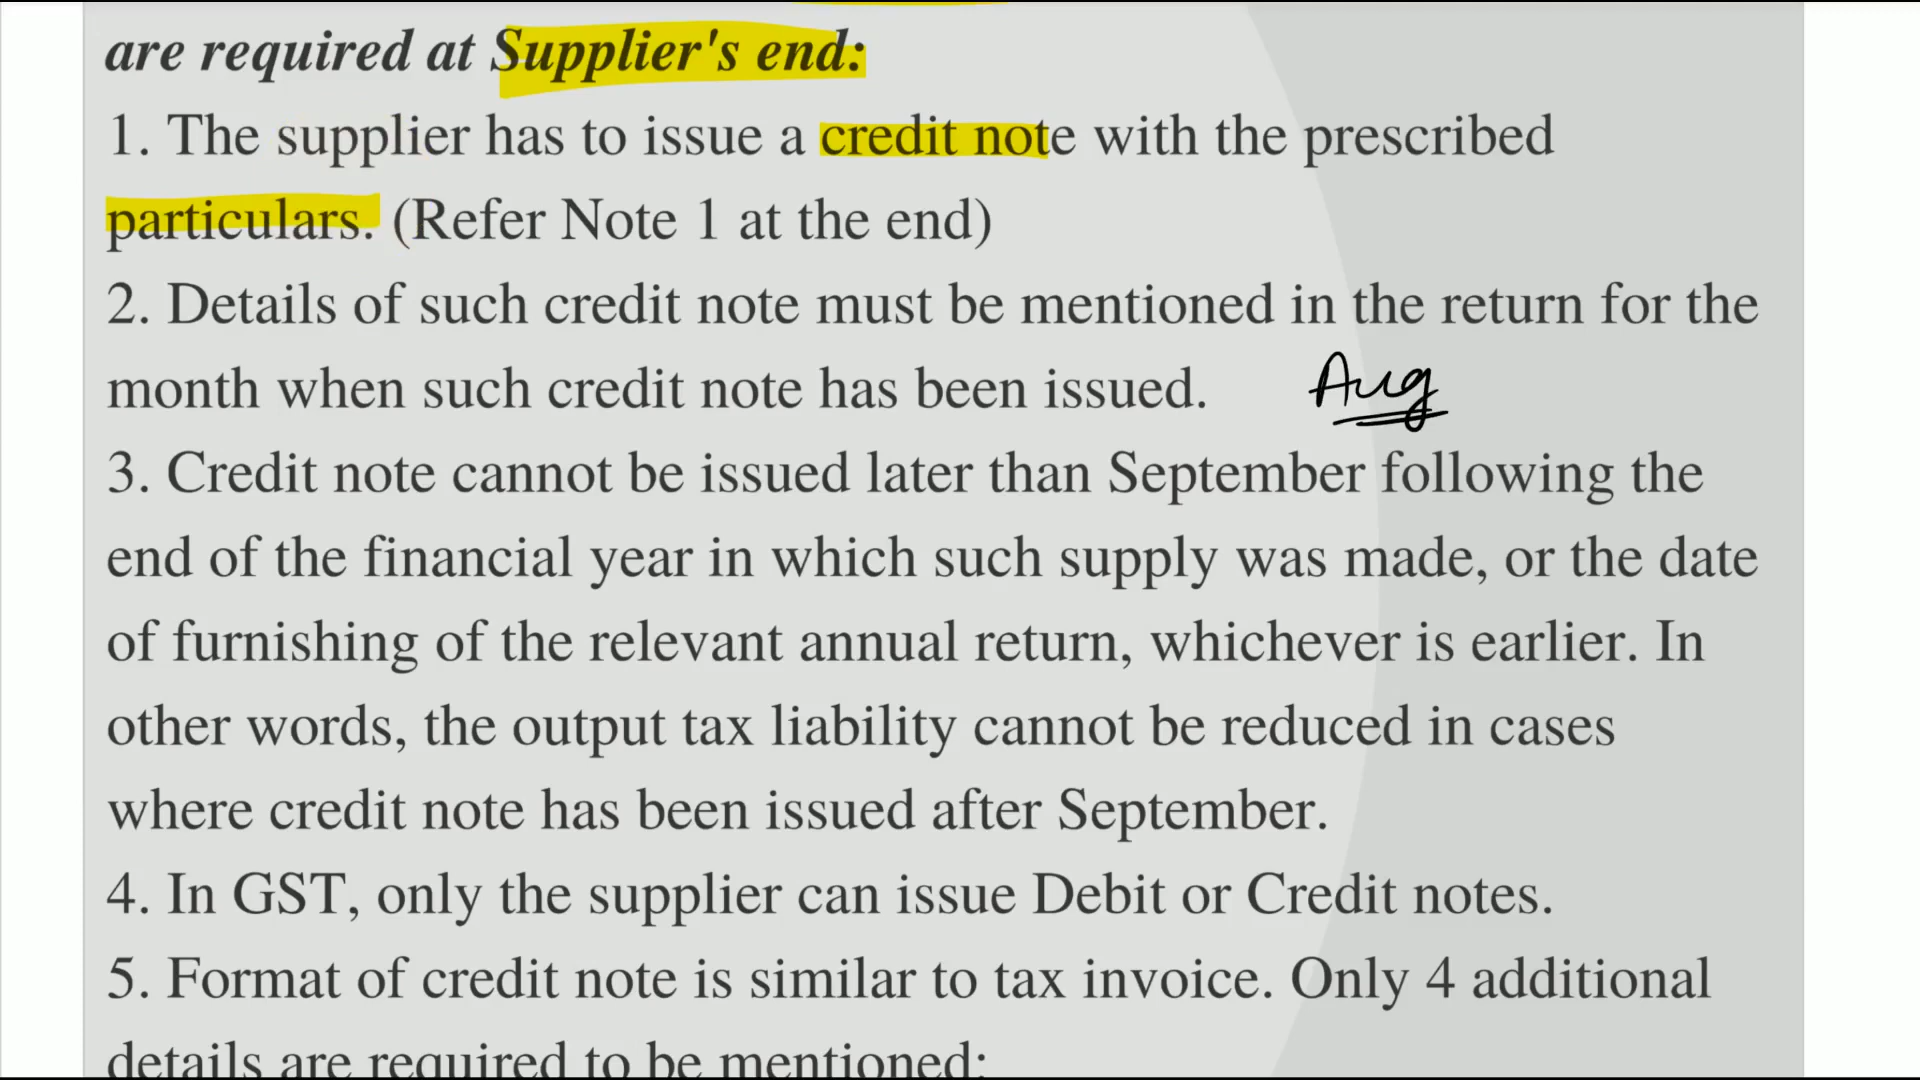 are required at Supplier's end:
1. The supplier has to issue a credit note with the prescribed
particulars. (Refer Note 1 at the end)
2. Details of such credit note must be mentioned in the return for the
month when such credit note has been issued. Aug
3. Credit note cannot be issued later than September following the
end of the financial year in which such supply was made, or the date
of furnishing of the relevant annual return, whichever is earlier. In
other words, the output tax liability cannot be reduced in cases
where credit note has been issued after September.
4. In GST, only the supplier can issue Debit or Credit notes.
5. Format of credit note is similar to tax invoice. Only 4 additional
details are required to be mentioned: